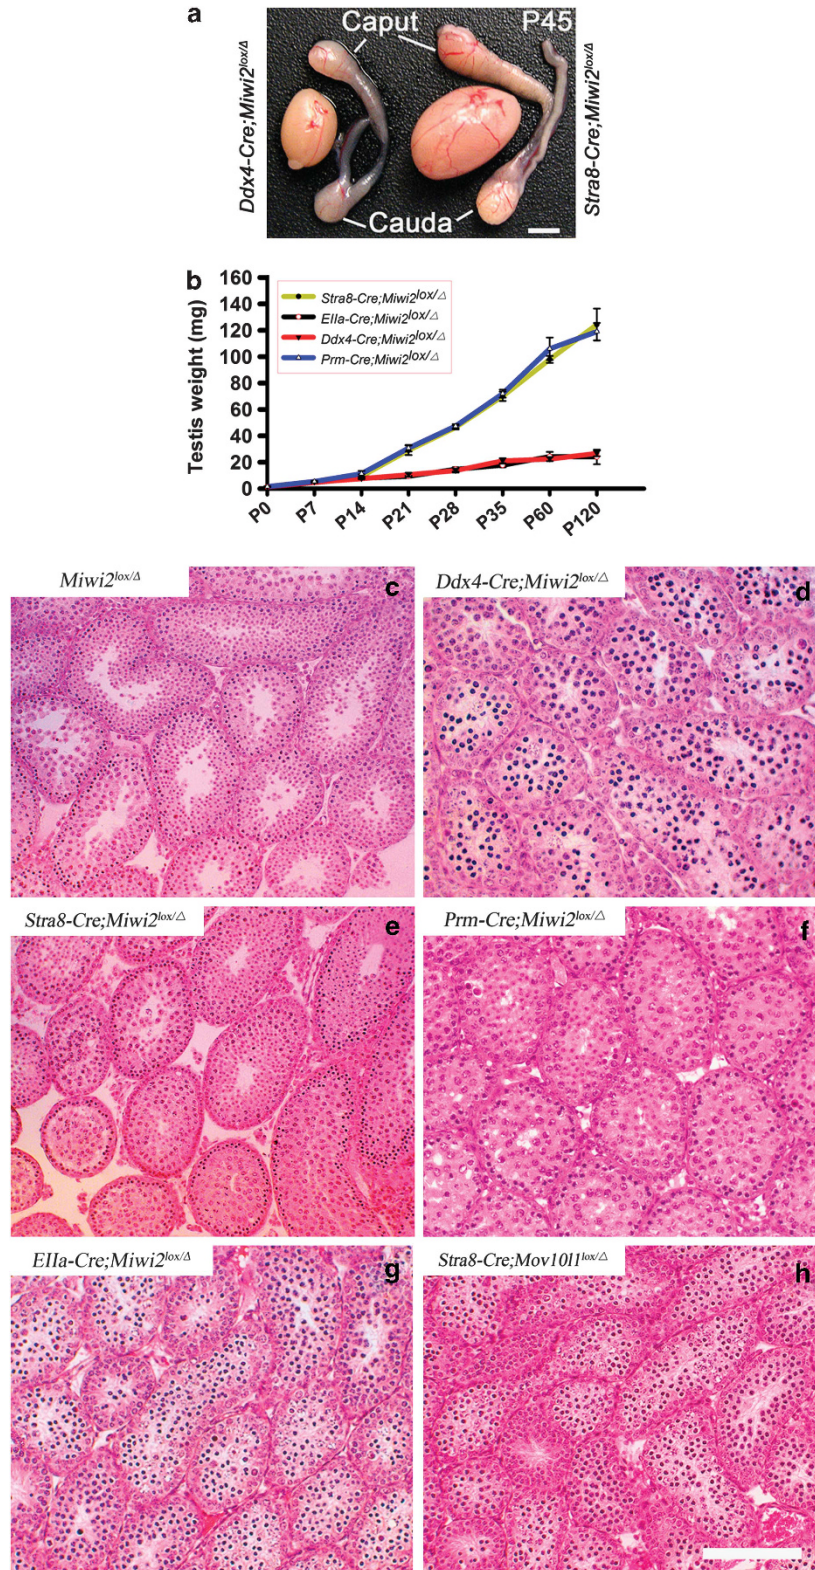 a
Caput
P45
Ddx4-Cre;Miwi2lox/Δ
Stra8-Cre;Miwi2lox/Δ
Cauda
b
Testis weight (mg)
160
140
120
100
80
60
40
20
0
Stra8-Cre;Miwi2lox/△
EIIa-Cre;Miwi2lox/△
Ddx4-Cre;Miwi2lox/△
Prm-Cre;Miwi2lox/△
P0 P7 P14 P21 P28 P35 P60 P120
Miwi2lox/Δ
c
Ddx4-Cre;Miwi2lox/△
d
Stra8-Cre;Miwi2lox/△
e
Prm-Cre;Miwi2lox/△
f
EIIa-Cre;Miwi2lox/Δ
g
Stra8-Cre;Mov10l1lox/△
h